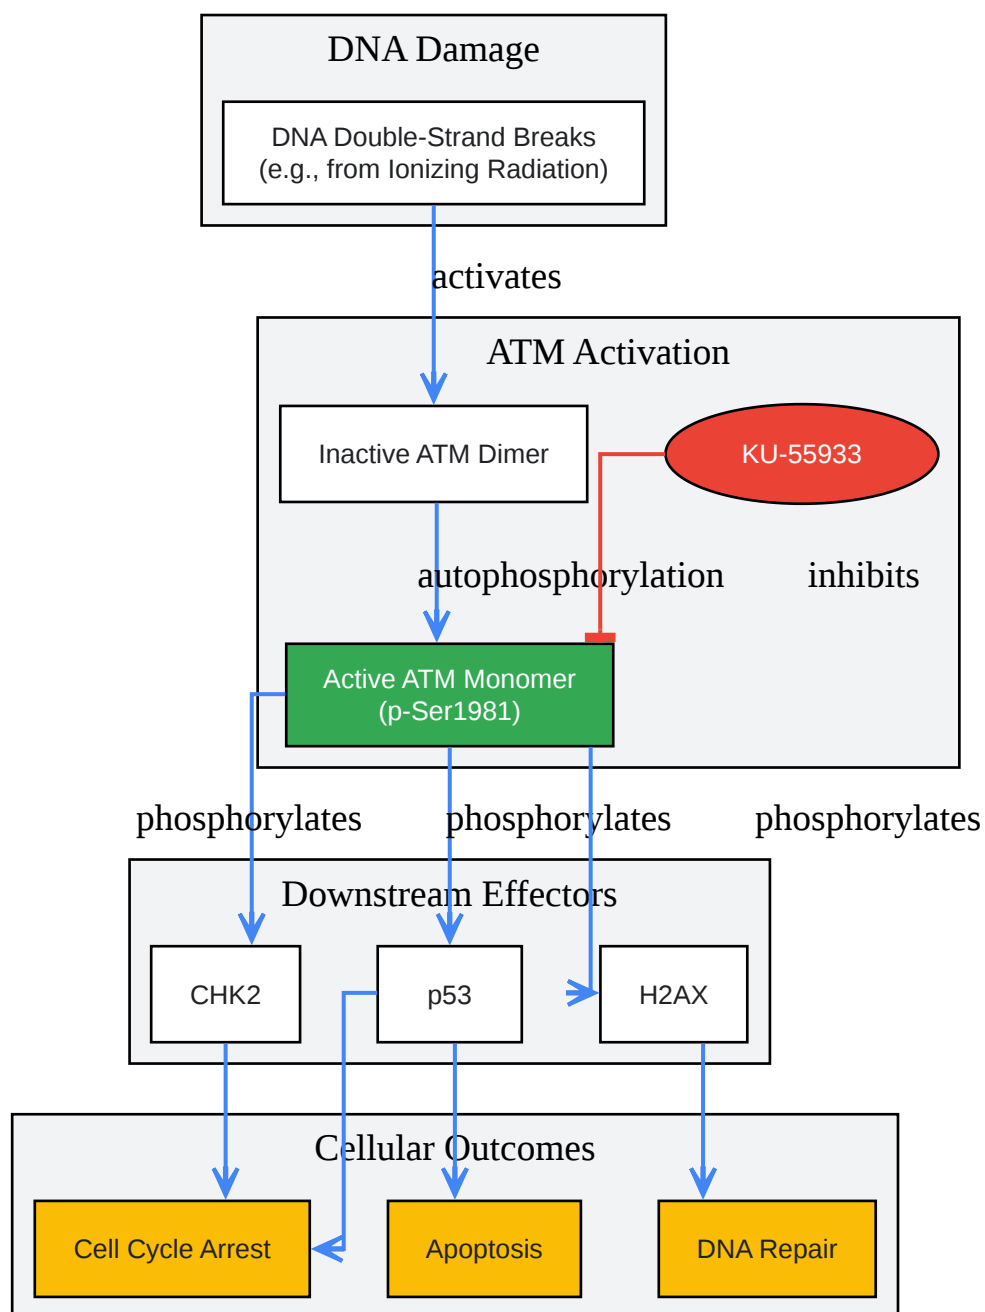 DNA Damage
DNA Double-Strand Breaks
(e.g., from Ionizing Radiation)
activates
ATM Activation
Inactive ATM Dimer
KU-55933
autophosphorylation
inhibits
Active ATM Monomer
(p-Ser1981)
phosphorylates
phosphorylates
phosphorylates
Downstream Effectors
CHK2
p53
H2AX
Cellular Outcomes
Cell Cycle Arrest
Apoptosis
DNA Repair